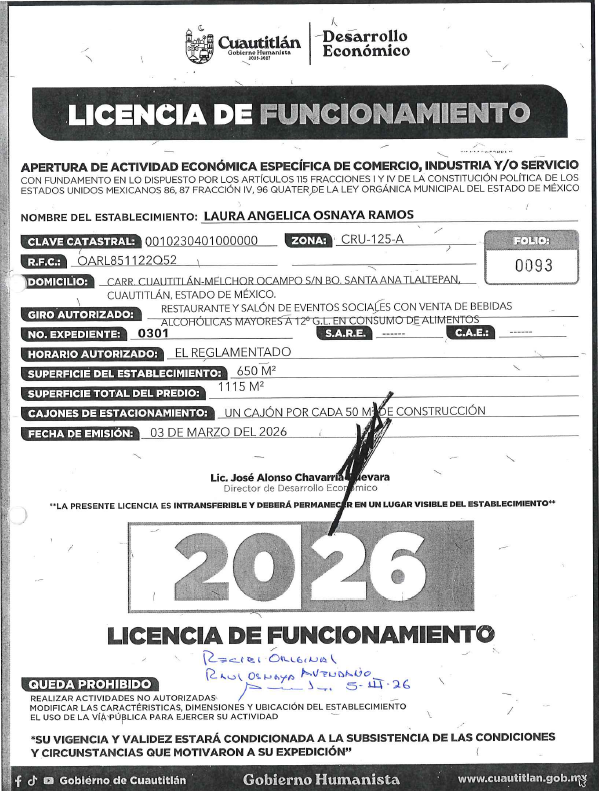 Cuautitlán
Gobierno Humanista
2025-2027
Desarrollo
Económico
LICENCIA DE FUNCIONAMIENTO
APERTURA DE ACTIVIDAD ECONÓMICA ESPECÍFICA DE COMERCIO, INDUSTRIA Y/O SERVICIO
CON FUNDAMENTO EN LO DISPUESTO POR LOS ARTÍCULOS 115 FRACCIONES I Y IV DE LA CONSTITUCIÓN POLÍTICA DE LOS
ESTADOS UNIDOS MEXICANOS 86, 87 FRACCIÓN IV, 96 QUATER DE LA LEY ORGÁNICA MUNICIPAL DEL ESTADO DE MÉXICO
NOMBRE DEL ESTABLECIMIENTO: LAURA ANGELICA OSNAYA RAMOS
CLAVE CATASTRAL: 0010230401000000 ZONA: CRU-125-A
FOLIO:
0093
R.F.C.: OARL851122Q52
DOMICILIO: CARR. CUAUTITLÁN-MELCHOR OCAMPO S/N BO. SANTA ANA TLALTEPAN,
CUAUTITLÁN, ESTADO DE MÉXICO.
GIRO AUTORIZADO: RESTAURANTE Y SALÓN DE EVENTOS SOCIALES CON VENTA DE BEBIDAS
ALCOHÓLICAS MAYORES A 12° G.L. EN CONSUMO DE ALIMENTOS
NO. EXPEDIENTE: 0301 S.A.R.E.: ------ C.A.E.: ------
HORARIO AUTORIZADO: EL REGLAMENTADO
SUPERFICIE DEL ESTABLECIMIENTO: 650 M²
SUPERFICIE TOTAL DEL PREDIO: 1115 M²
CAJONES DE ESTACIONAMIENTO: UN CAJÓN POR CADA 50 M² DE CONSTRUCCIÓN
FECHA DE EMISIÓN: 03 DE MARZO DEL 2026
Lic. José Alonso Chavarría Guevara
Director de Desarrollo Económico
**LA PRESENTE LICENCIA ES INTRANSFERIBLE Y DEBERÁ PERMANECER EN UN LUGAR VISIBLE DEL ESTABLECIMIENTO**
2026
LICENCIA DE FUNCIONAMIENTO
RECIBI ORIGINAL
RAUL OSNAYA AVENDAÑO
5-III-26
QUEDA PROHIBIDO
REALIZAR ACTIVIDADES NO AUTORIZADAS
MODIFICAR LAS CARACTERÍSTICAS, DIMENSIONES Y UBICACIÓN DEL ESTABLECIMIENTO
EL USO DE LA VÍA PÚBLICA PARA EJERCER SU ACTIVIDAD
"SU VIGENCIA Y VALIDEZ ESTARÁ CONDICIONADA A LA SUBSISTENCIA DE LAS CONDICIONES
Y CIRCUNSTANCIAS QUE MOTIVARON A SU EXPEDICIÓN"
Gobierno de Cuautitlán
Gobierno Humanista
www.cuautitlan.gob.mx